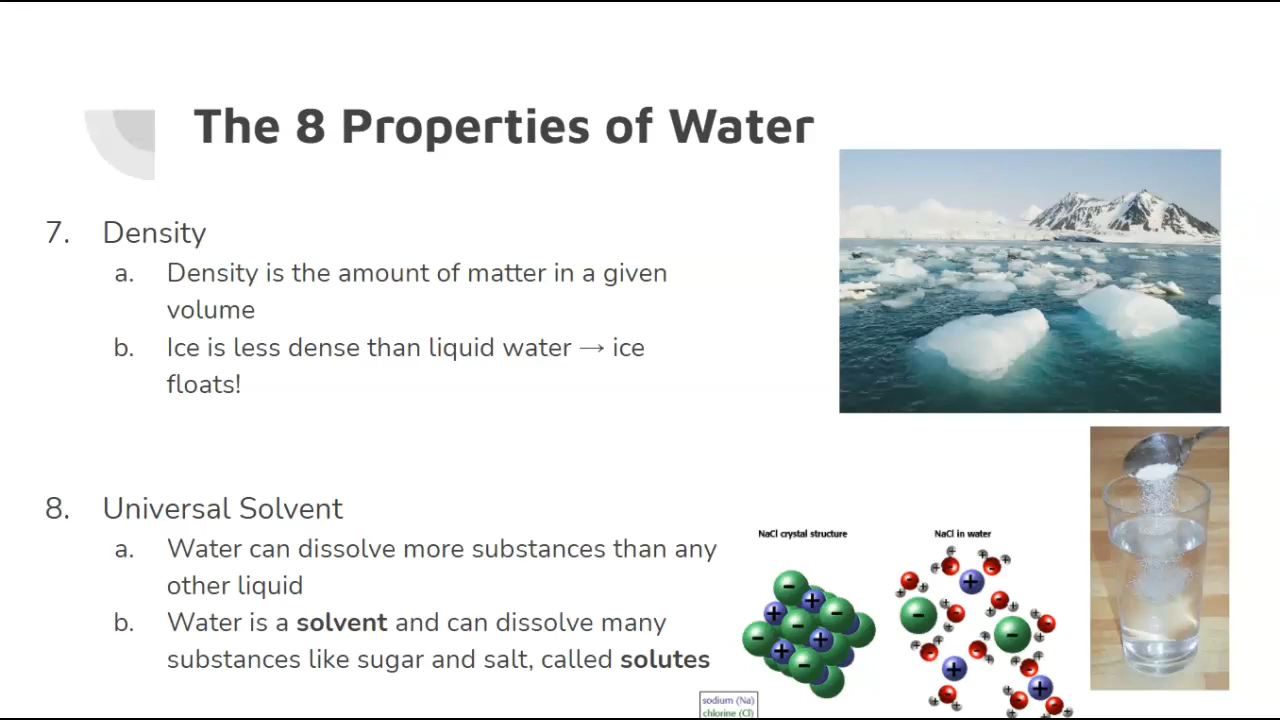 The 8 Properties of Water
7. Density
a. Density is the amount of matter in a given
volume
b. Ice is less dense than liquid water → ice
floats!
8. Universal Solvent
a. Water can dissolve more substances than any
other liquid
b. Water is a solvent and can dissolve many
substances like sugar and salt, called solutes
NaCl crystal structure
NaCl in water
sodium (Na)
chlorine (Cl)